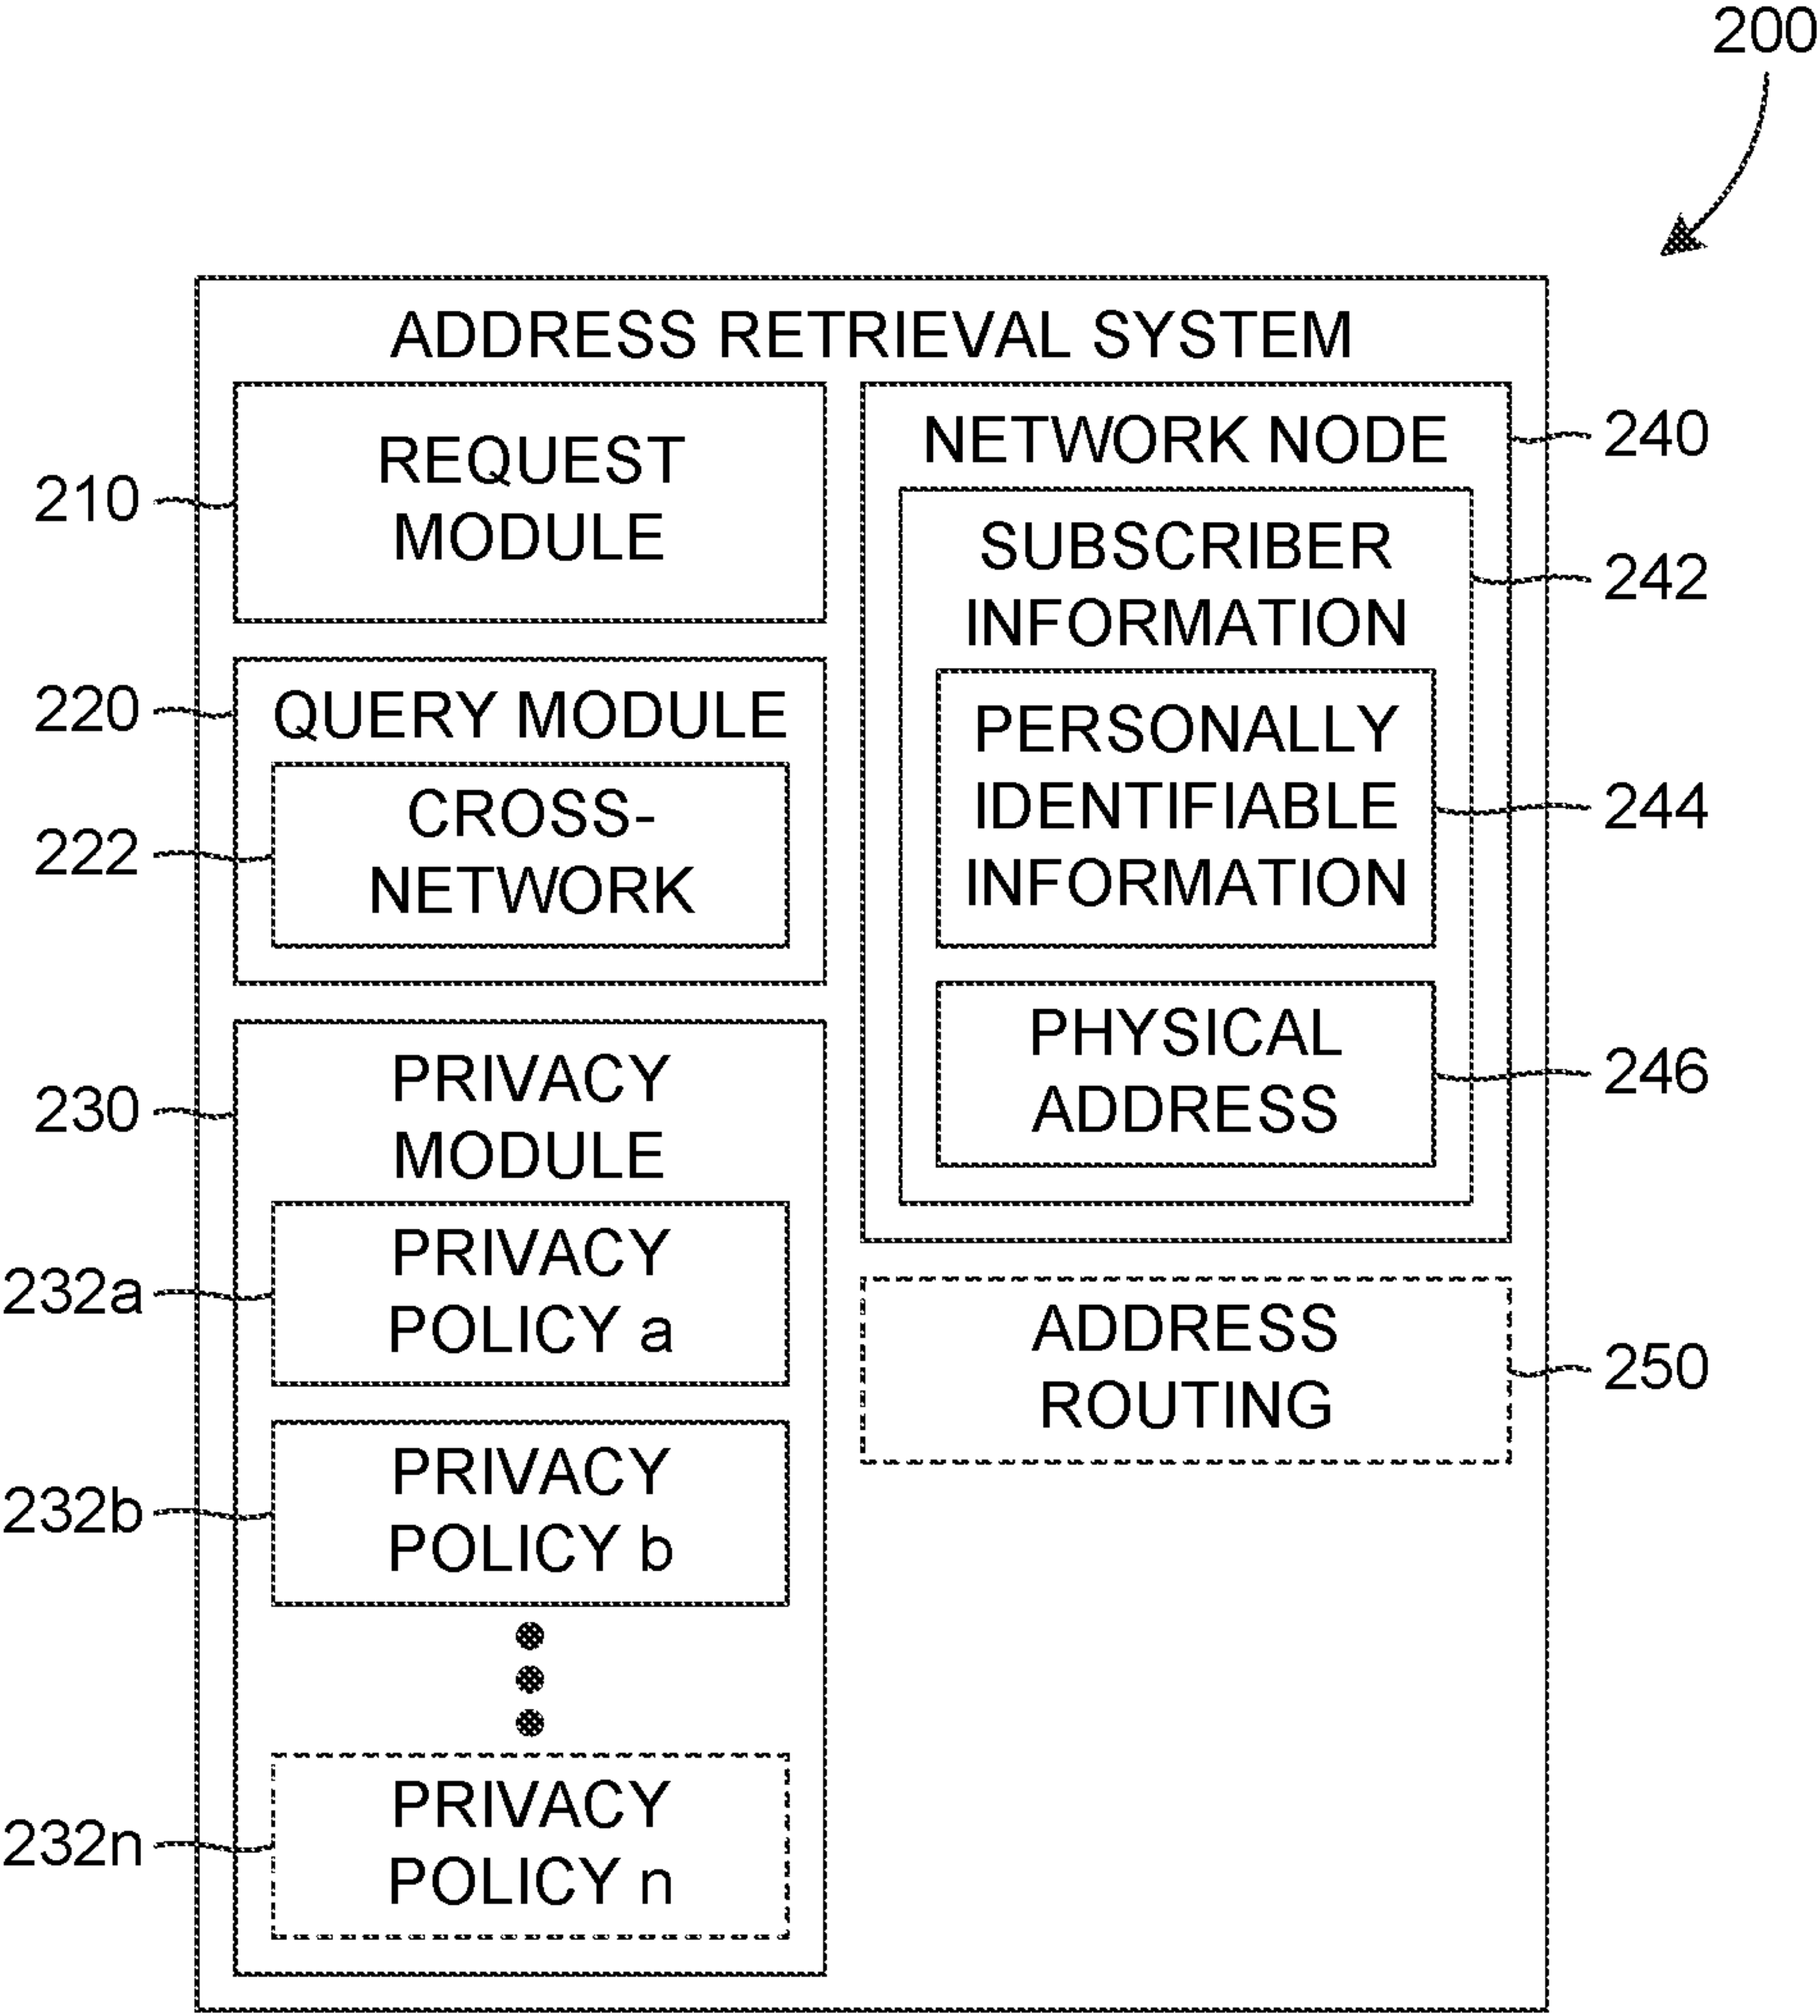 200
ADDRESS RETRIEVAL SYSTEM
210
REQUEST
MODULE
220
QUERY MODULE
222
CROSS-
NETWORK
230
PRIVACY
MODULE
232a
PRIVACY
POLICY a
232b
PRIVACY
POLICY b
232n
PRIVACY
POLICY n
NETWORK NODE
240
SUBSCRIBER
INFORMATION
242
PERSONALLY
IDENTIFIABLE
INFORMATION
244
PHYSICAL
ADDRESS
246
ADDRESS
ROUTING
250